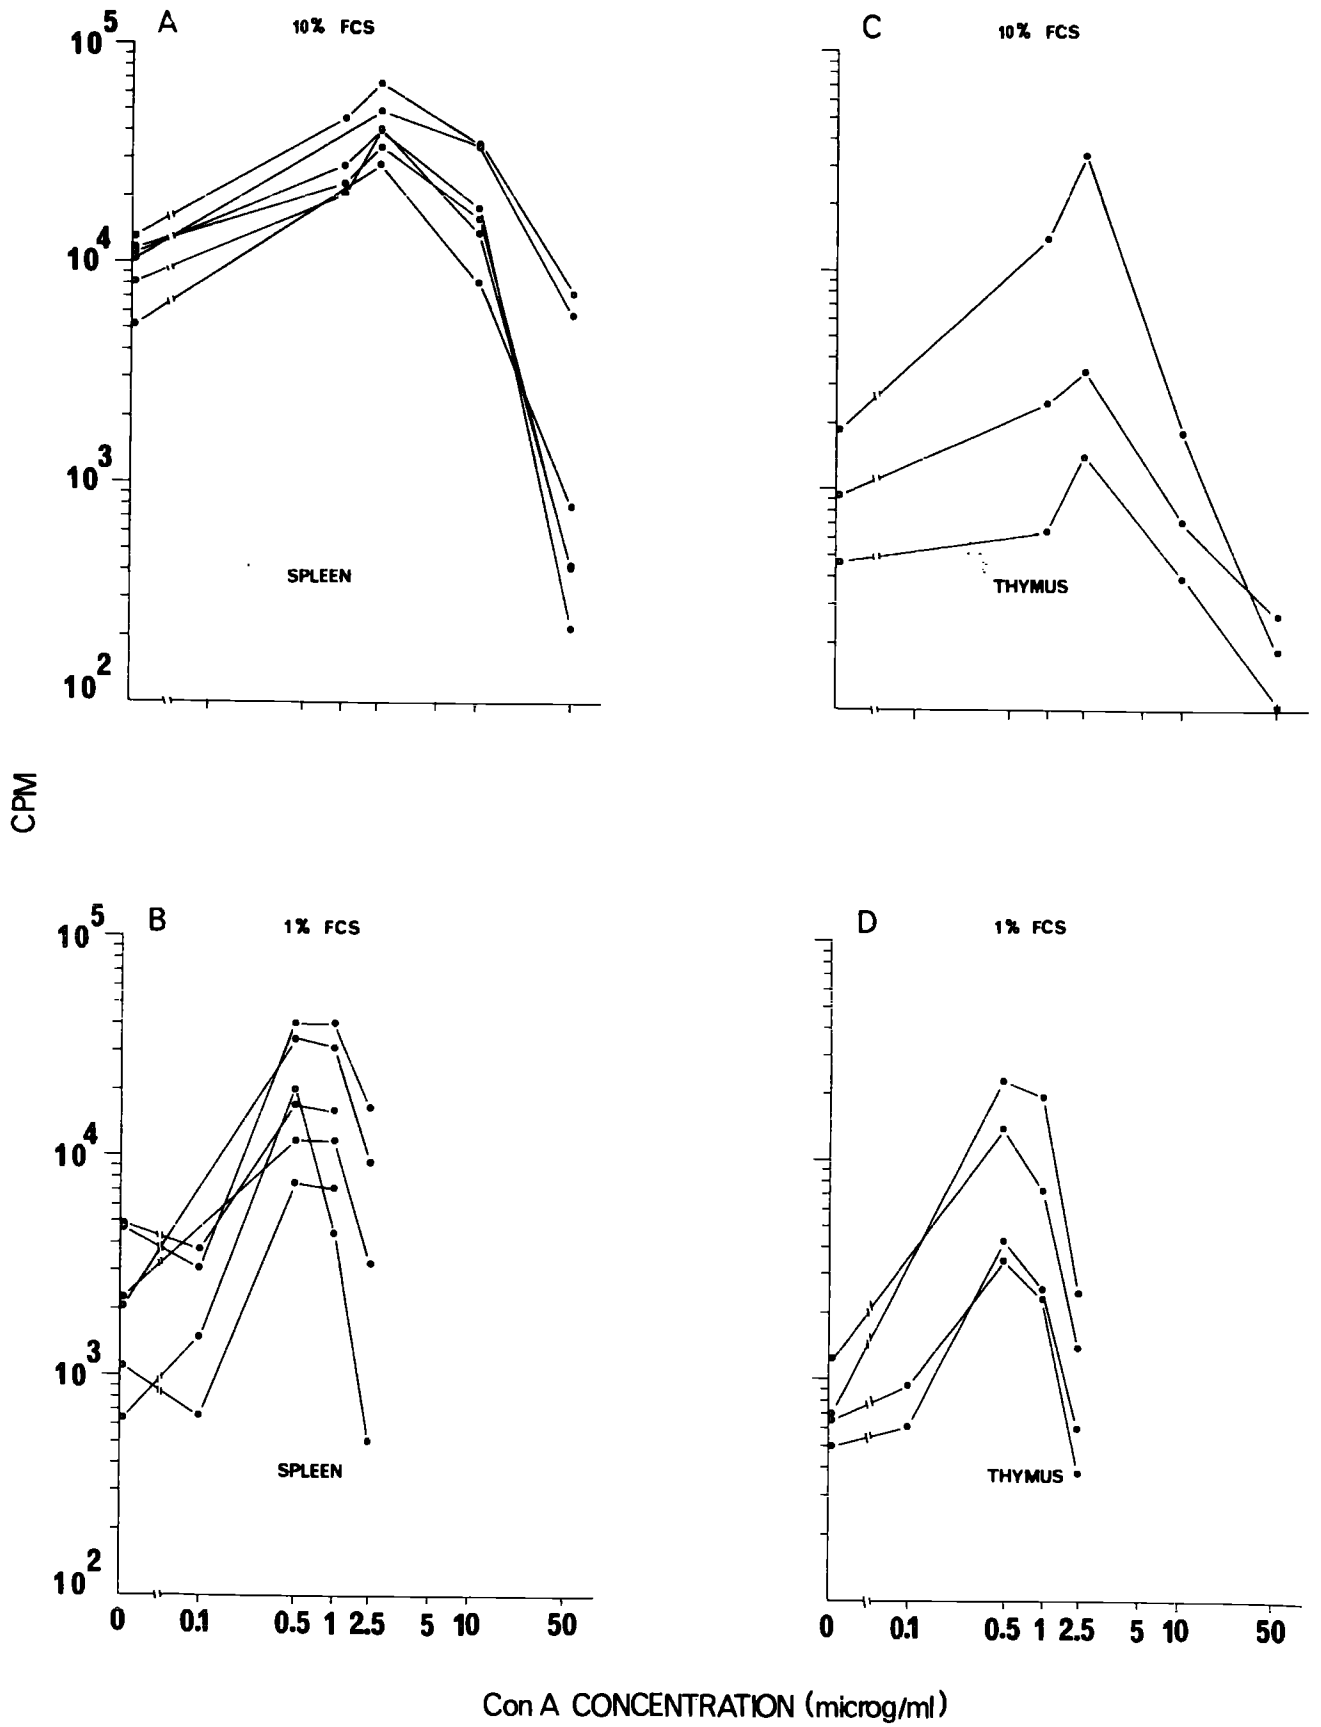 A 10% FCS
10^5
10^4
10^3
10^2
SPLEEN
C 10% FCS
THYMUS
CPM
B 1% FCS
10^5
10^4
10^3
10^2
SPLEEN
0 0.1 0.5 1 2.5 5 10 50
D 1% FCS
THYMUS
0 0.1 0.5 1 2.5 5 10 50
Con A CONCENTRATION (microg/ml)